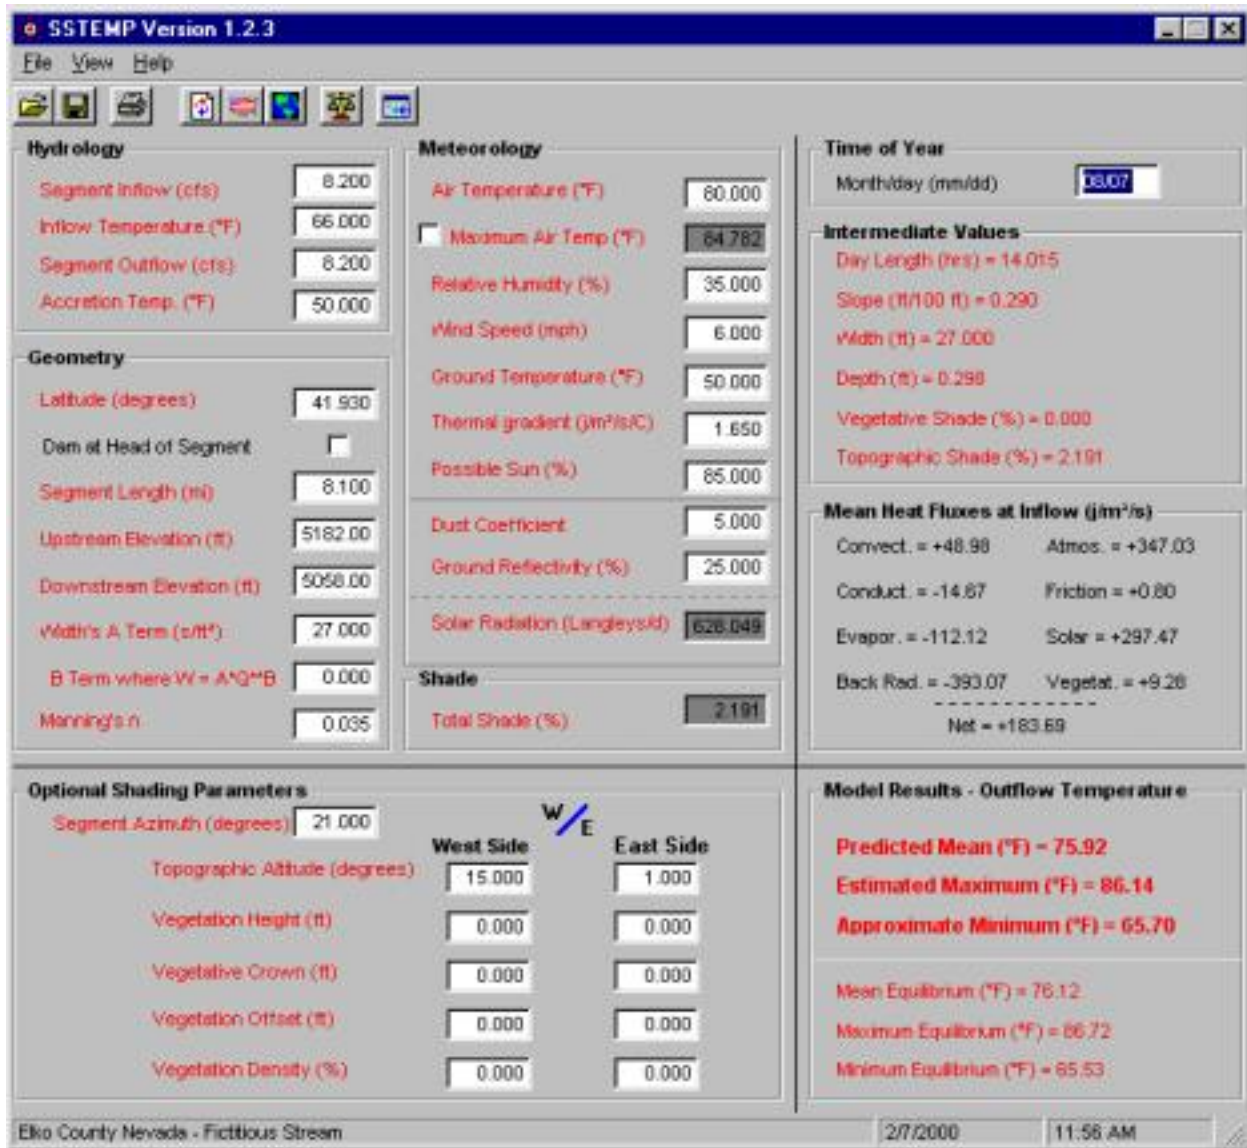 SSTEMP Version 1.2.3
File View Help
Hydrology
Segment Inflow (cfs) 8.200
Inflow Temperature (°F) 66.000
Segment Outflow (cfs) 8.200
Accretion Temp. (°F) 50.000
Geometry
Latitude (degrees) 41.930
Dam at Head of Segment
Segment Length (mi) 8.100
Upstream Elevation (ft) 5182.00
Downstream Elevation (ft) 5058.00
Width's A Term (s/ft²) 27.000
B Term where W = A*Q**B 0.000
Manning's n 0.035
Meteorology
Air Temperature (°F) 80.000
Maximum Air Temp (°F) 84.782
Relative Humidity (%) 35.000
Wind Speed (mph) 6.000
Ground Temperature (°F) 50.000
Thermal gradient (j/m²/s/C) 1.650
Possible Sun (%) 85.000
Dust Coefficient 5.000
Ground Reflectivity (%) 25.000
Solar Radiation (Langleys/d) 628.049
Shade
Total Shade (%) 2.191
Time of Year
Month/day (mm/dd) 08/07
Intermediate Values
Day Length (hrs) = 14.015
Slope (ft/100 ft) = 0.290
Width (ft) = 27.000
Depth (ft) = 0.298
Vegetative Shade (%) = 0.000
Topographic Shade (%) = 2.191
Mean Heat Fluxes at Inflow (j/m²/s)
Convect. = +48.98 Atmos. = +347.03
Conduct. = -14.67 Friction = +0.80
Evapor. = -112.12 Solar = +297.47
Back Rad. = -393.07 Vegetat. = +9.28
Net = +183.69
Optional Shading Parameters
Segment Azimuth (degrees) 21.000
W/E
West Side East Side
Topographic Altitude (degrees) 15.000 1.000
Vegetation Height (ft) 0.000 0.000
Vegetative Crown (ft) 0.000 0.000
Vegetation Offset (ft) 0.000 0.000
Vegetation Density (%) 0.000 0.000
Model Results - Outflow Temperature
Predicted Mean (°F) = 75.92
Estimated Maximum (°F) = 86.14
Approximate Minimum (°F) = 65.70
Mean Equilibrium (°F) = 76.12
Maximum Equilibrium (°F) = 86.72
Minimum Equilibrium (°F) = 65.53
Elko County Nevada - Fictitious Stream 2/7/2000 11:56 AM